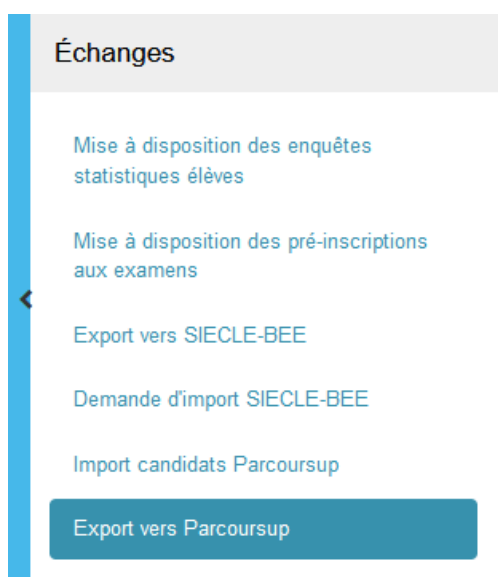 Échanges
Mise à disposition des enquêtes
statistiques élèves
Mise à disposition des pré-inscriptions
aux examens
Export vers SIECLE-BEE
Demande d'import SIECLE-BEE
Import candidats Parcoursup
Export vers Parcoursup